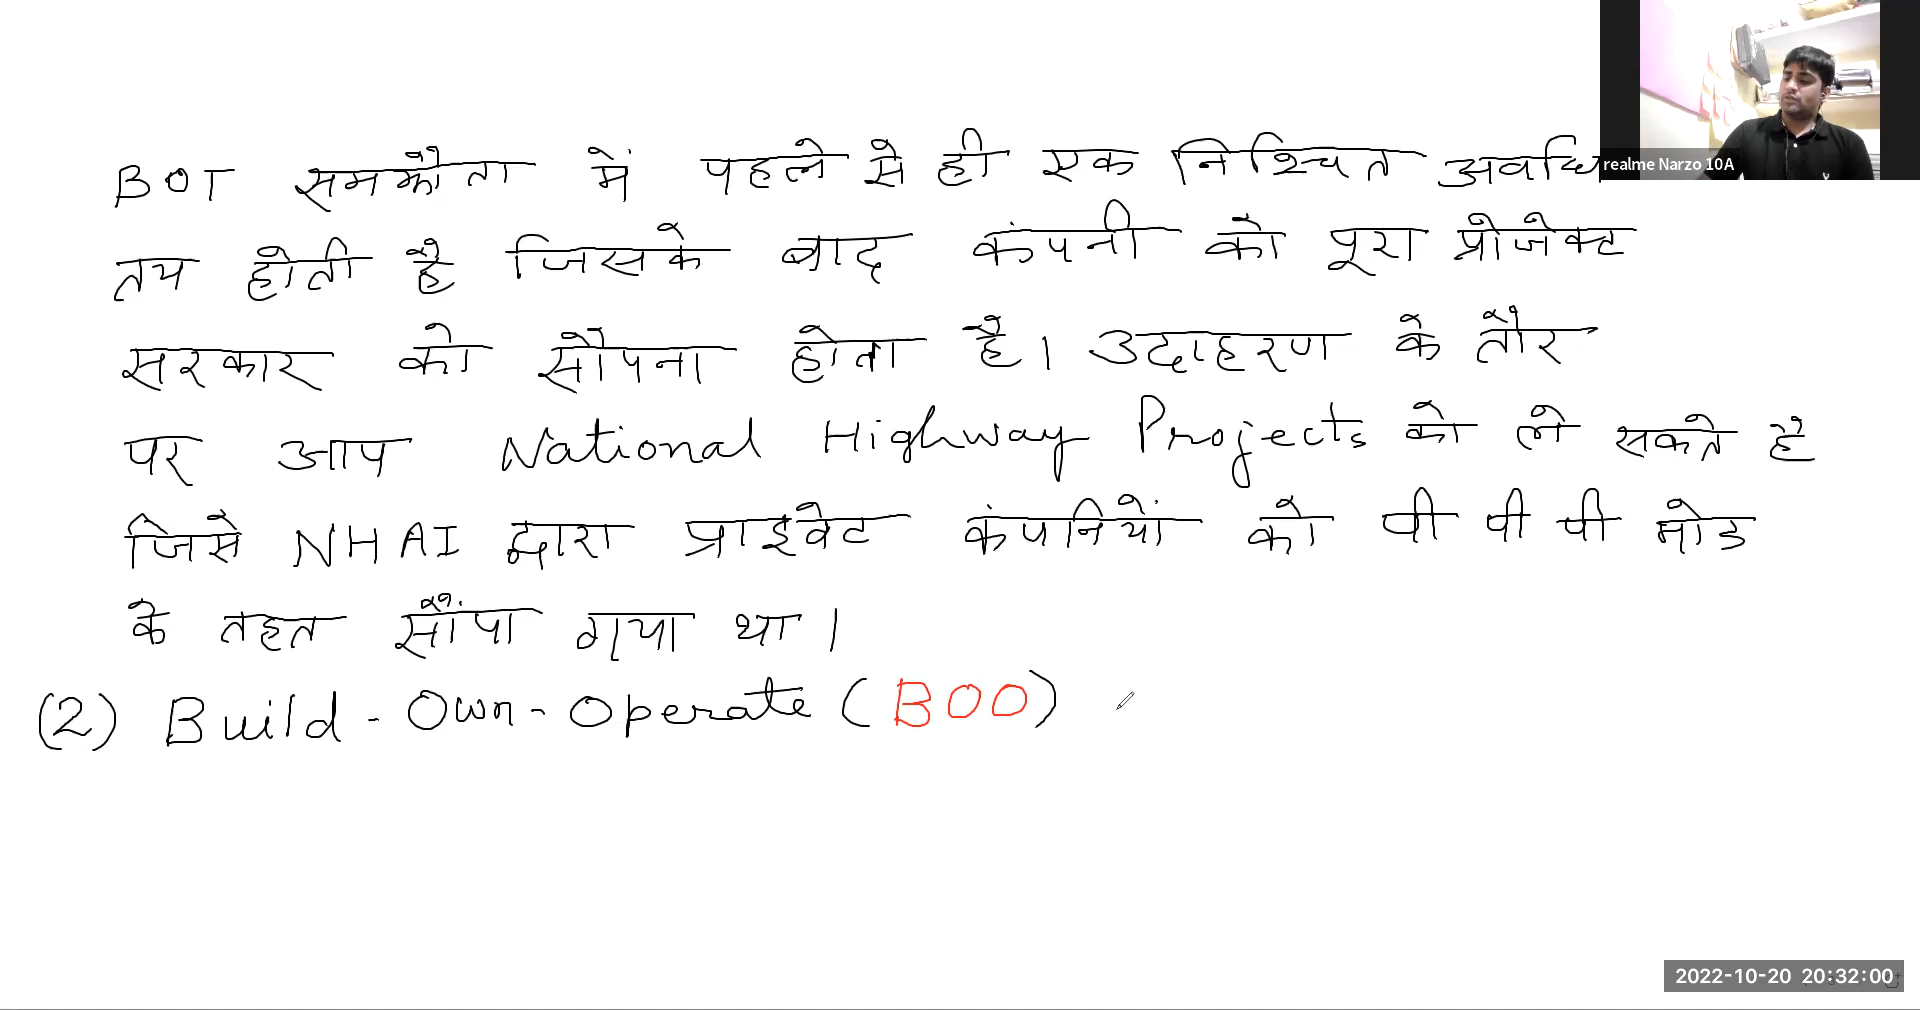 BOT समझौता में पहले से ही एक निश्चित अवधि
तय होती है जिसके बाद कंपनी को पूरा प्रोजेक्ट
सरकार को सौपना होता है। उदाहरण के तौर
पर आप National Highway Projects को ले सकते है
जिसे NHAI द्वारा प्राइवेट कंपनियों को पी पी पी मोड
के तहत सौंपा गया था।
(2) Build-Own-Operate (BOO)
realme Narzo 10A
2022-10-20 20:32:00